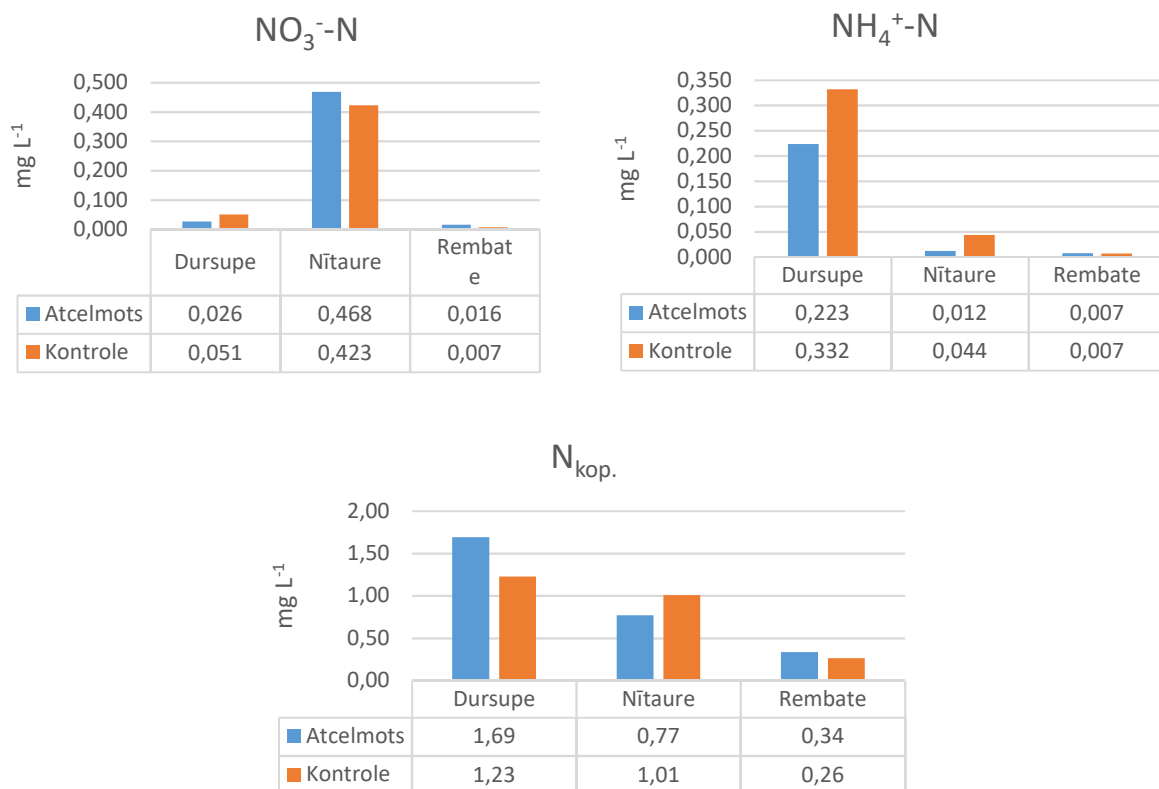 NO₃⁻-N
mg L⁻¹
0,500
0,400
0,300
0,200
0,100
0,000
Dursupe Nītaure Rembat
e
Atcelmots 0,026 0,468 0,016
Kontrole 0,051 0,423 0,007
NH₄⁺-N
mg L⁻¹
0,350
0,300
0,250
0,200
0,150
0,100
0,050
0,000
Dursupe Nītaure Rembate
Atcelmots 0,223 0,012 0,007
Kontrole 0,332 0,044 0,007
N kop.
mg L⁻¹
2,00
1,50
1,00
0,50
0,00
Dursupe Nītaure Rembate
Atcelmots 1,69 0,77 0,34
Kontrole 1,23 1,01 0,26